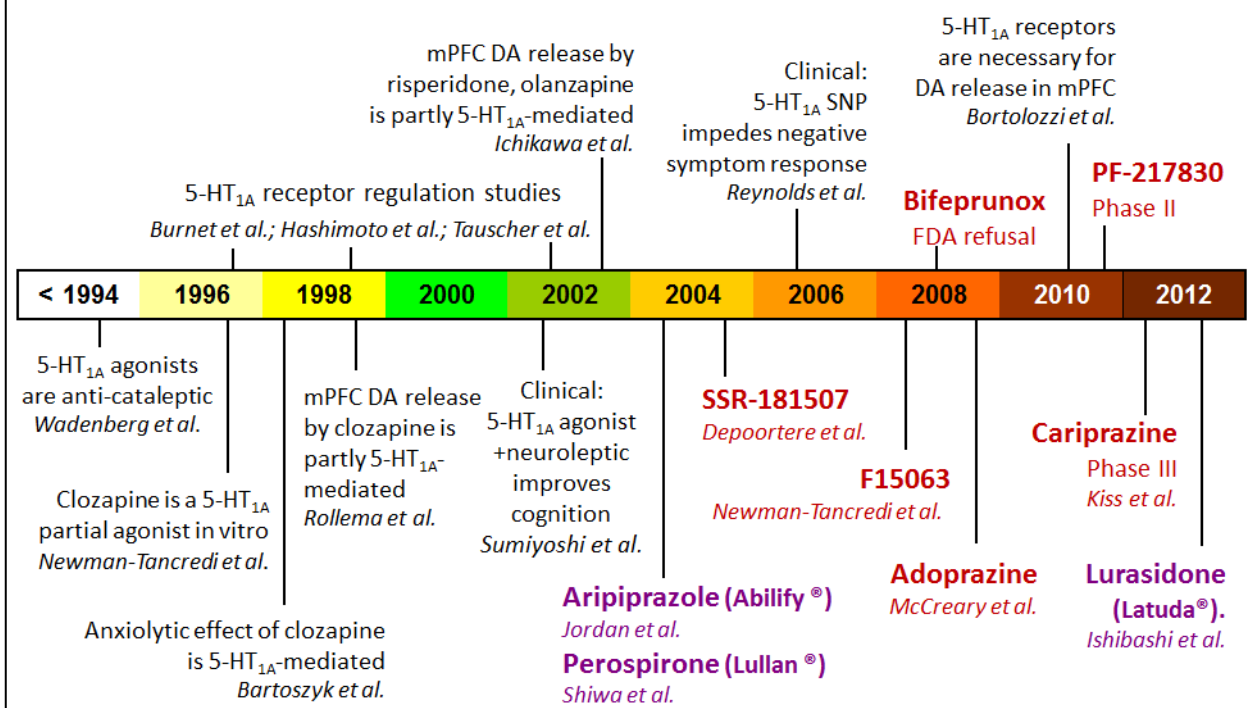 mPFC DA release by
risperidone, olanzapine
is partly 5-HT1A-mediated
Ichikawa et al.
Clinical:
5-HT1A SNP
impedes negative
symptom response
Reynolds et al.
5-HT1A receptors
are necessary for
DA release in mPFC
Bortolozzi et al.
5-HT1A receptor regulation studies
Burnet et al.; Hashimoto et al.; Tauscher et al.
Bifeprunox
FDA refusal
PF-217830
Phase II
< 1994 1996 1998 2000 2002 2004 2006 2008 2010 2012
5-HT1A agonists
are anti-cataleptic
Wadenberg et al.
Clozapine is a 5-HT1A
partial agonist in vitro
Newman-Tancredi et al.
Anxiolytic effect of clozapine
is 5-HT1A-mediated
Bartoszyk et al.
mPFC DA release
by clozapine is
partly 5-HT1A-
mediated
Rollema et al.
Clinical:
5-HT1A agonist
+neuroleptic
improves
cognition
Sumiyoshi et al.
Aripiprazole (Abilify ®)
Jordan et al.
Perospirone (Lullan ®)
Shiwa et al.
SSR-181507
Depoortere et al.
F15063
Newman-Tancredi et al.
Adoprazine
McCreary et al.
Cariprazine
Phase III
Kiss et al.
Lurasidone
(Latuda®).
Ishibashi et al.